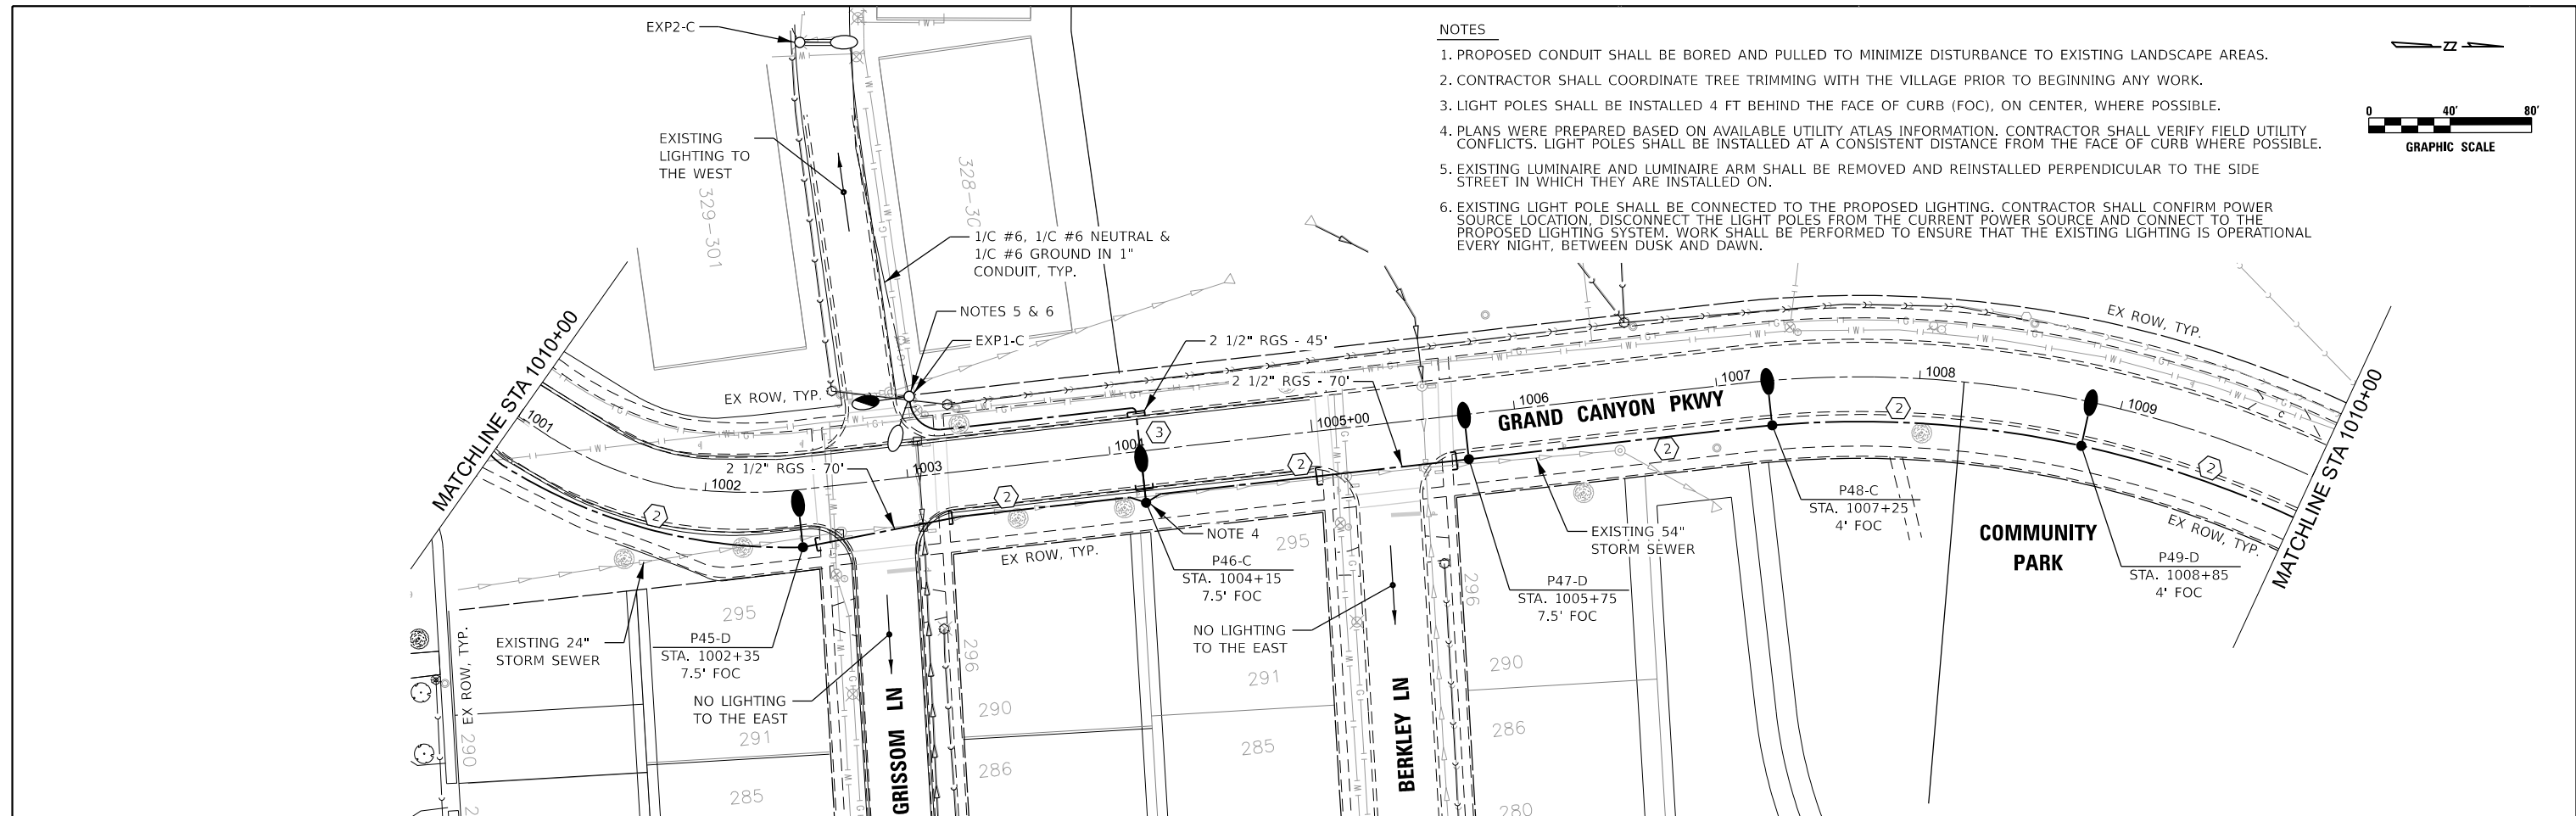 NOTES
1. PROPOSED CONDUIT SHALL BE BORED AND PULLED TO MINIMIZE DISTURBANCE TO EXISTING LANDSCAPE AREAS.
2. CONTRACTOR SHALL COORDINATE TREE TRIMMING WITH THE VILLAGE PRIOR TO BEGINNING ANY WORK.
3. LIGHT POLES SHALL BE INSTALLED 4 FT BEHIND THE FACE OF CURB (FOC), ON CENTER, WHERE POSSIBLE.
4. PLANS WERE PREPARED BASED ON AVAILABLE UTILITY ATLAS INFORMATION. CONTRACTOR SHALL VERIFY FIELD UTILITY
CONFLICTS. LIGHT POLES SHALL BE INSTALLED AT A CONSISTENT DISTANCE FROM THE FACE OF CURB WHERE POSSIBLE.
5. EXISTING LUMINAIRE AND LUMINAIRE ARM SHALL BE REMOVED AND REINSTALLED PERPENDICULAR TO THE SIDE
STREET IN WHICH THEY ARE INSTALLED ON.
6. EXISTING LIGHT POLE SHALL BE CONNECTED TO THE PROPOSED LIGHTING. CONTRACTOR SHALL CONFIRM POWER
SOURCE LOCATION, DISCONNECT THE LIGHT POLES FROM THE CURRENT POWER SOURCE AND CONNECT TO THE
PROPOSED LIGHTING SYSTEM. WORK SHALL BE PERFORMED TO ENSURE THAT THE EXISTING LIGHTING IS OPERATIONAL
EVERY NIGHT, BETWEEN DUSK AND DAWN.
0 40' 80'
GRAPHIC SCALE
EXP2-C
EXISTING
LIGHTING TO
THE WEST
329-301
1/C #6, 1/C #6 NEUTRAL &
1/C #6 GROUND IN 1"
CONDUIT, TYP.
NOTES 5 & 6
EXP1-C
2 1/2" RGS - 45'
2 1/2" RGS - 70'
EX ROW, TYP.
EX ROW, TYP.
MATCHLINE STA 1010+00
MATCHLINE STA 1010+00
1001
1002
1003
1004
1005+00
1006
1007
1008
1009
GRAND CANYON PKWY
2 1/2" RGS - 70'
2
2
3
2
2
2
2
NOTE 4
P46-C
STA. 1004+15
7.5' FOC
EX ROW, TYP.
EXISTING 54"
STORM SEWER
P48-C
STA. 1007+25
4' FOC
COMMUNITY
PARK
EX ROW, TYP.
P49-D
STA. 1008+85
4' FOC
P47-D
STA. 1005+75
7.5' FOC
EXISTING 24"
STORM SEWER
P45-D
STA. 1002+35
7.5' FOC
NO LIGHTING
TO THE EAST
NO LIGHTING
TO THE EAST
EX ROW, TYP.
GRISSOM LN
BERKLEY LN
295
291
285
290
296
290
286
295
291
285
296
290
286
280